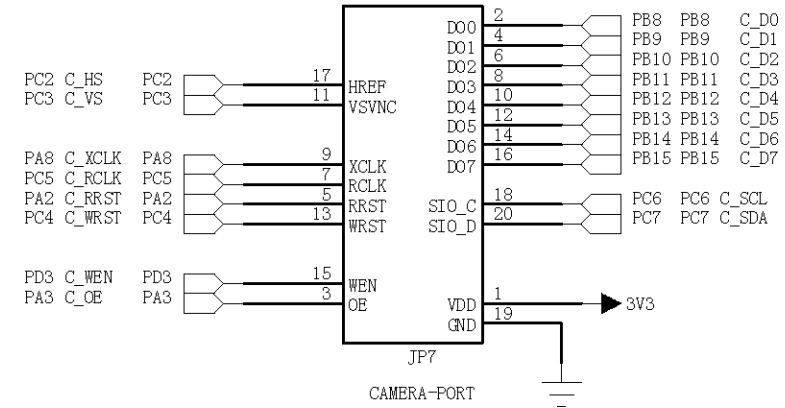 2 PB8 PB8 C_D0
DO0
4 PB9 PB9 C_D1
DO1
6 PB10 PB10 C_D2
DO2
PC2 C_HS PC2 17 HREF DO3 8 PB11 PB11 C_D3
PC3 C_VS PC3 11 VSVNC DO4 10 PB12 PB12 C_D4
DO5 12 PB13 PB13 C_D5
DO6 14 PB14 PB14 C_D6
PA8 C_XCLK PA8 9 XCLK DO7 16 PB15 PB15 C_D7
PC5 C_RCLK PC5 7 RCLK
PA2 C_RRST PA2 5 RRST SIO_C 18 PC6 PC6 C_SCL
PC4 C_WRST PC4 13 WRST SIO_D 20 PC7 PC7 C_SDA
PD3 C_WEN PD3 15 WEN
PA3 C_OE PA3 3 OE VDD 1 3V3
GND 19
JP7
CAMERA-PORT